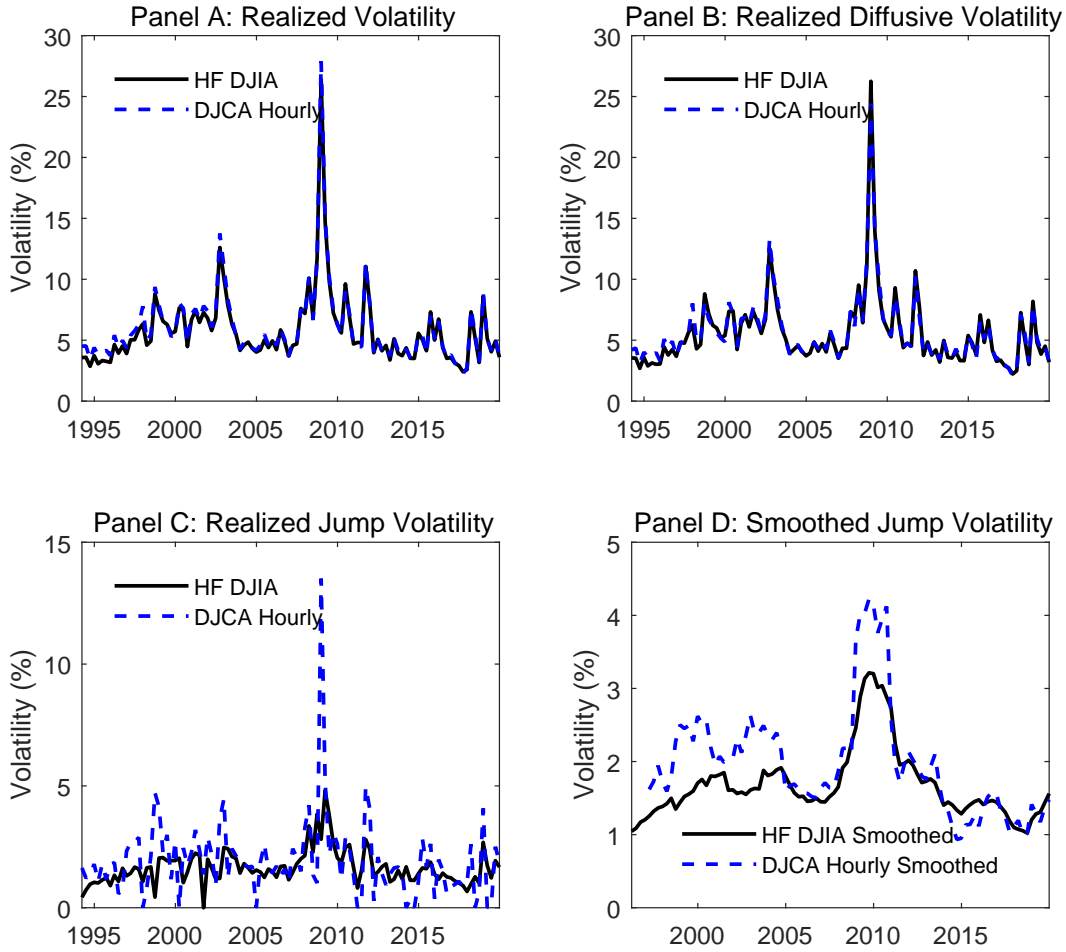 Panel A: Realized Volatility
Volatility (%)
30
25
20
15
10
5
0
HF DJIA
DJCA Hourly
1995 2000 2005 2010 2015
Panel B: Realized Diffusive Volatility
Volatility (%)
30
25
20
15
10
5
0
HF DJIA
DJCA Hourly
1995 2000 2005 2010 2015
Panel C: Realized Jump Volatility
Volatility (%)
15
10
5
0
HF DJIA
DJCA Hourly
1995 2000 2005 2010 2015
Panel D: Smoothed Jump Volatility
Volatility (%)
5
4
3
2
1
0
HF DJIA Smoothed
DJCA Hourly Smoothed
2000 2005 2010 2015